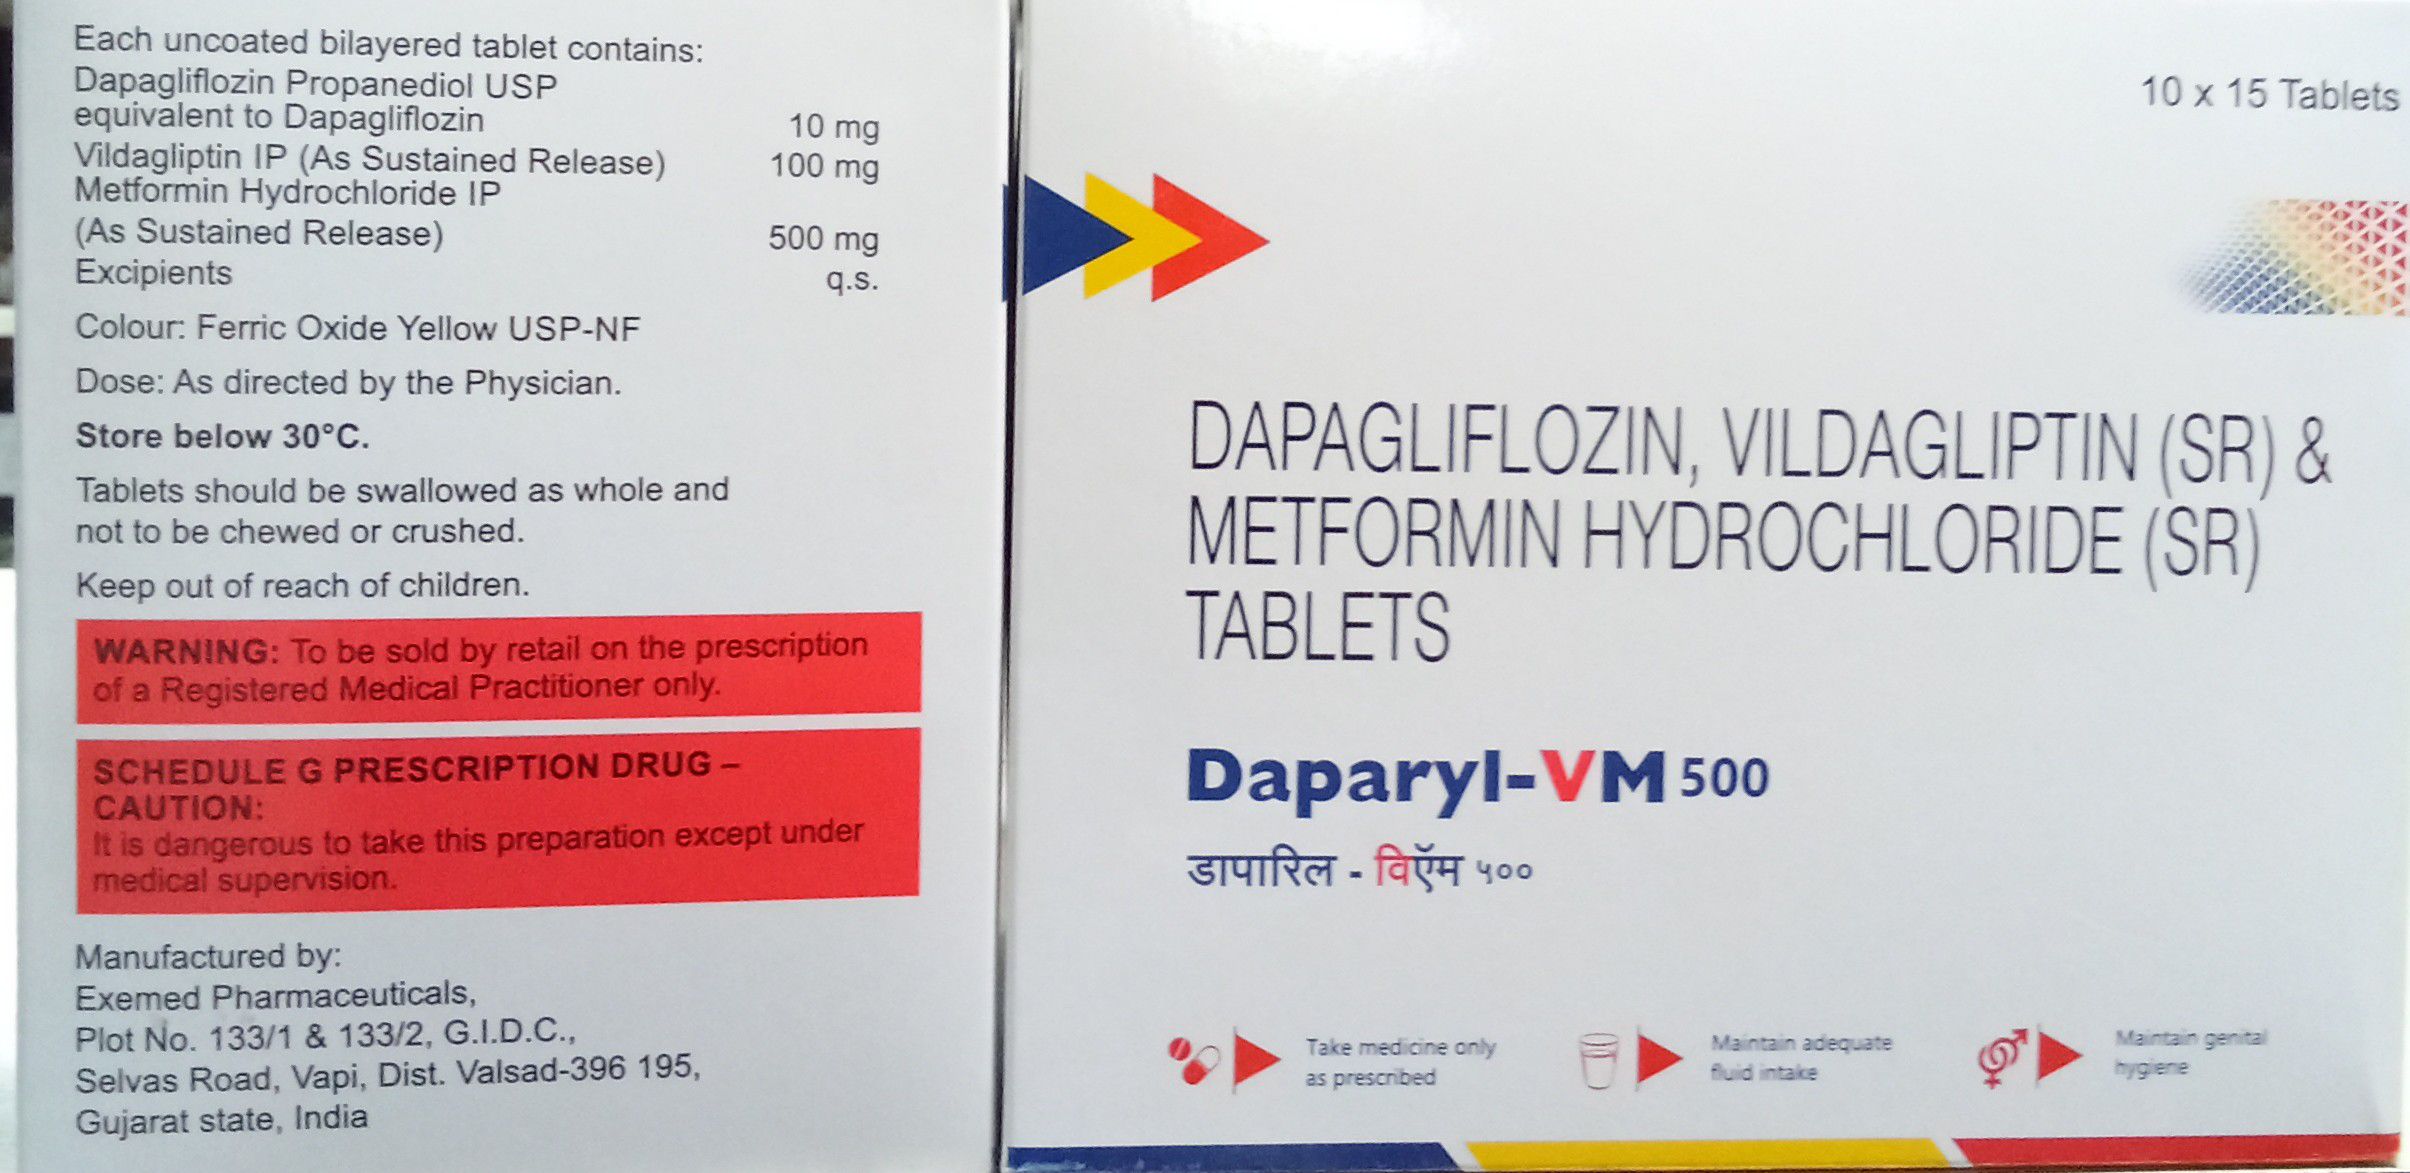 Each uncoated bilayered tablet contains:
Dapagliflozin Propanediol USP
equivalent to Dapagliflozin 10 mg
Vildagliptin IP (As Sustained Release) 100 mg
Metformin Hydrochloride IP
(As Sustained Release) 500 mg
Excipients q.s.
Colour: Ferric Oxide Yellow USP-NF
Dose: As directed by the Physician.
Store below 30°C.
Tablets should be swallowed as whole and
not to be chewed or crushed.
Keep out of reach of children.
WARNING: To be sold by retail on the prescription
of a Registered Medical Practitioner only.
SCHEDULE G PRESCRIPTION DRUG –
CAUTION:
It is dangerous to take this preparation except under
medical supervision.
Manufactured by:
Exemed Pharmaceuticals,
Plot No. 133/1 & 133/2, G.I.D.C.,
Selvas Road, Vapi, Dist. Valsad-396 195,
Gujarat state, India
10 x 15 Tablets
DAPAGLIFLOZIN, VILDAGLIPTIN (SR) &
METFORMIN HYDROCHLORIDE (SR)
TABLETS
Daparyl-VM 500
डापारिल - विऍम ५००
Take medicine only
as prescribed
Maintain adequate
fluid intake
Maintain genital
hygiene